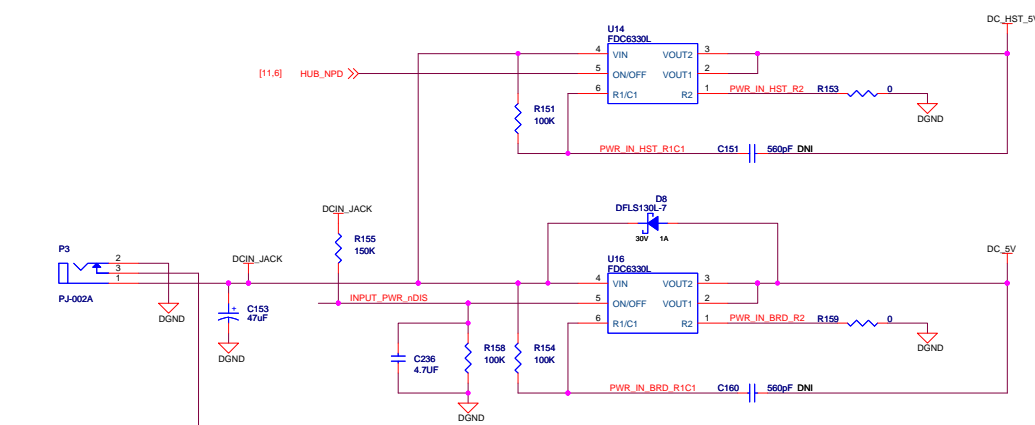 DC_HST_5V
U14
FDC6330L
4 VIN VOUT2 3
[11,6] HUB_NPD 5 ON/OFF VOUT1 2
6 R1/C1 R2 1 PWR_IN_HST_R2 R153 0
DGND
R151
100K
PWR_IN_HST_R1C1 C151 560pF DNI
D8
DFLS130L-7
30V 1A
DCIN_JACK
R155
150K
P3
2
3
1
PJ-002A
DCIN_JACK
DC_5V
U16
FDC6330L
4 VIN VOUT2 3
INPUT_PWR_nDIS 5 ON/OFF VOUT1 2
6 R1/C1 R2 1 PWR_IN_BRD_R2 R159 0
DGND
DGND
C153
47uF
+
DGND
C236
4.7UF
R158
100K
R154
100K
PWR_IN_BRD_R1C1 C160 560pF DNI
DGND